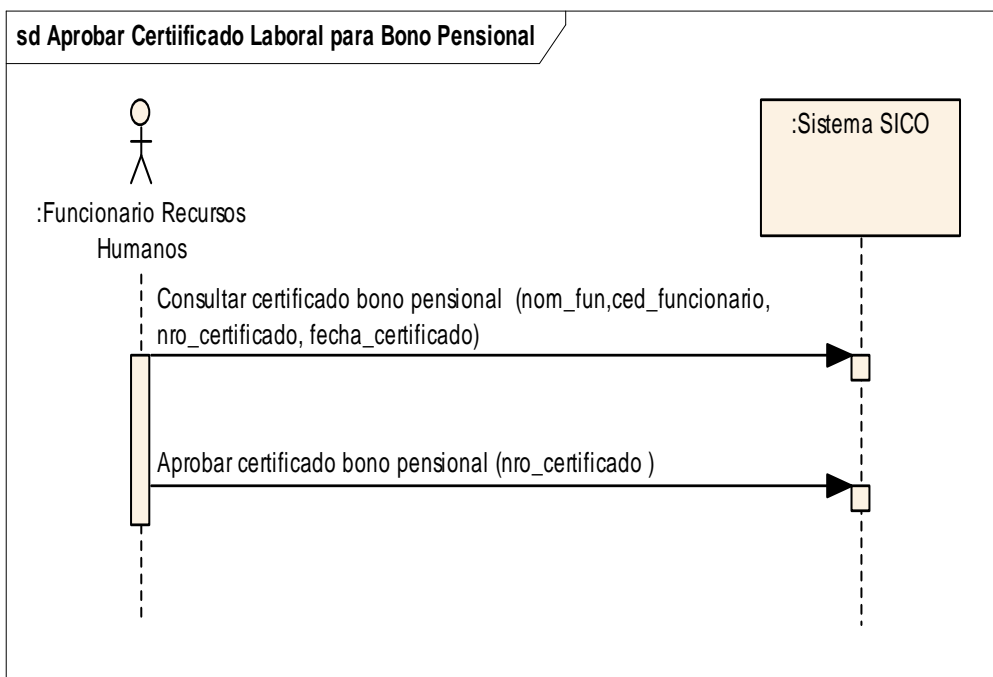 sd Aprobar Certiificado Laboral para Bono Pensional
:Sistema SICO
:Funcionario Recursos
Humanos
Consultar certificado bono pensional (nom_fun,ced_funcionario,
nro_certificado, fecha_certificado)
Aprobar certificado bono pensional (nro_certificado )